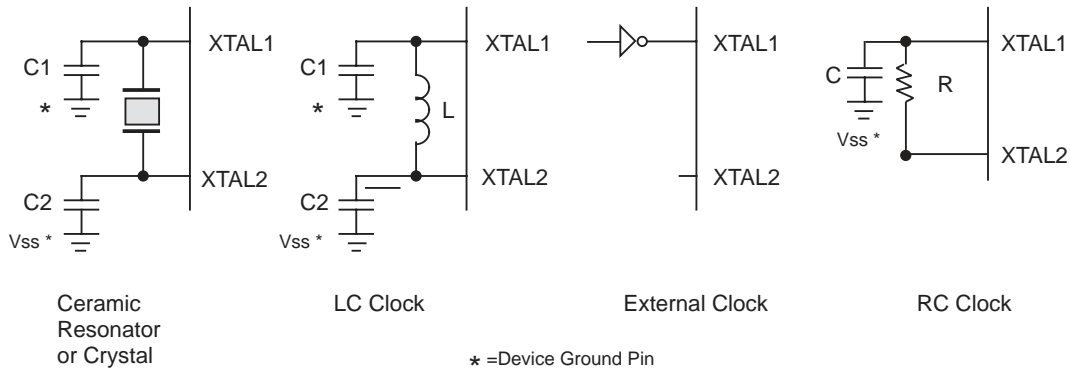 XTAL1
C1
*
XTAL2
C2
Vss *
Ceramic
Resonator
or Crystal
XTAL1
C1
*
L
XTAL2
C2
Vss *
LC Clock
XTAL1
XTAL2
External Clock
XTAL1
C
R
Vss *
XTAL2
RC Clock
* =Device Ground Pin